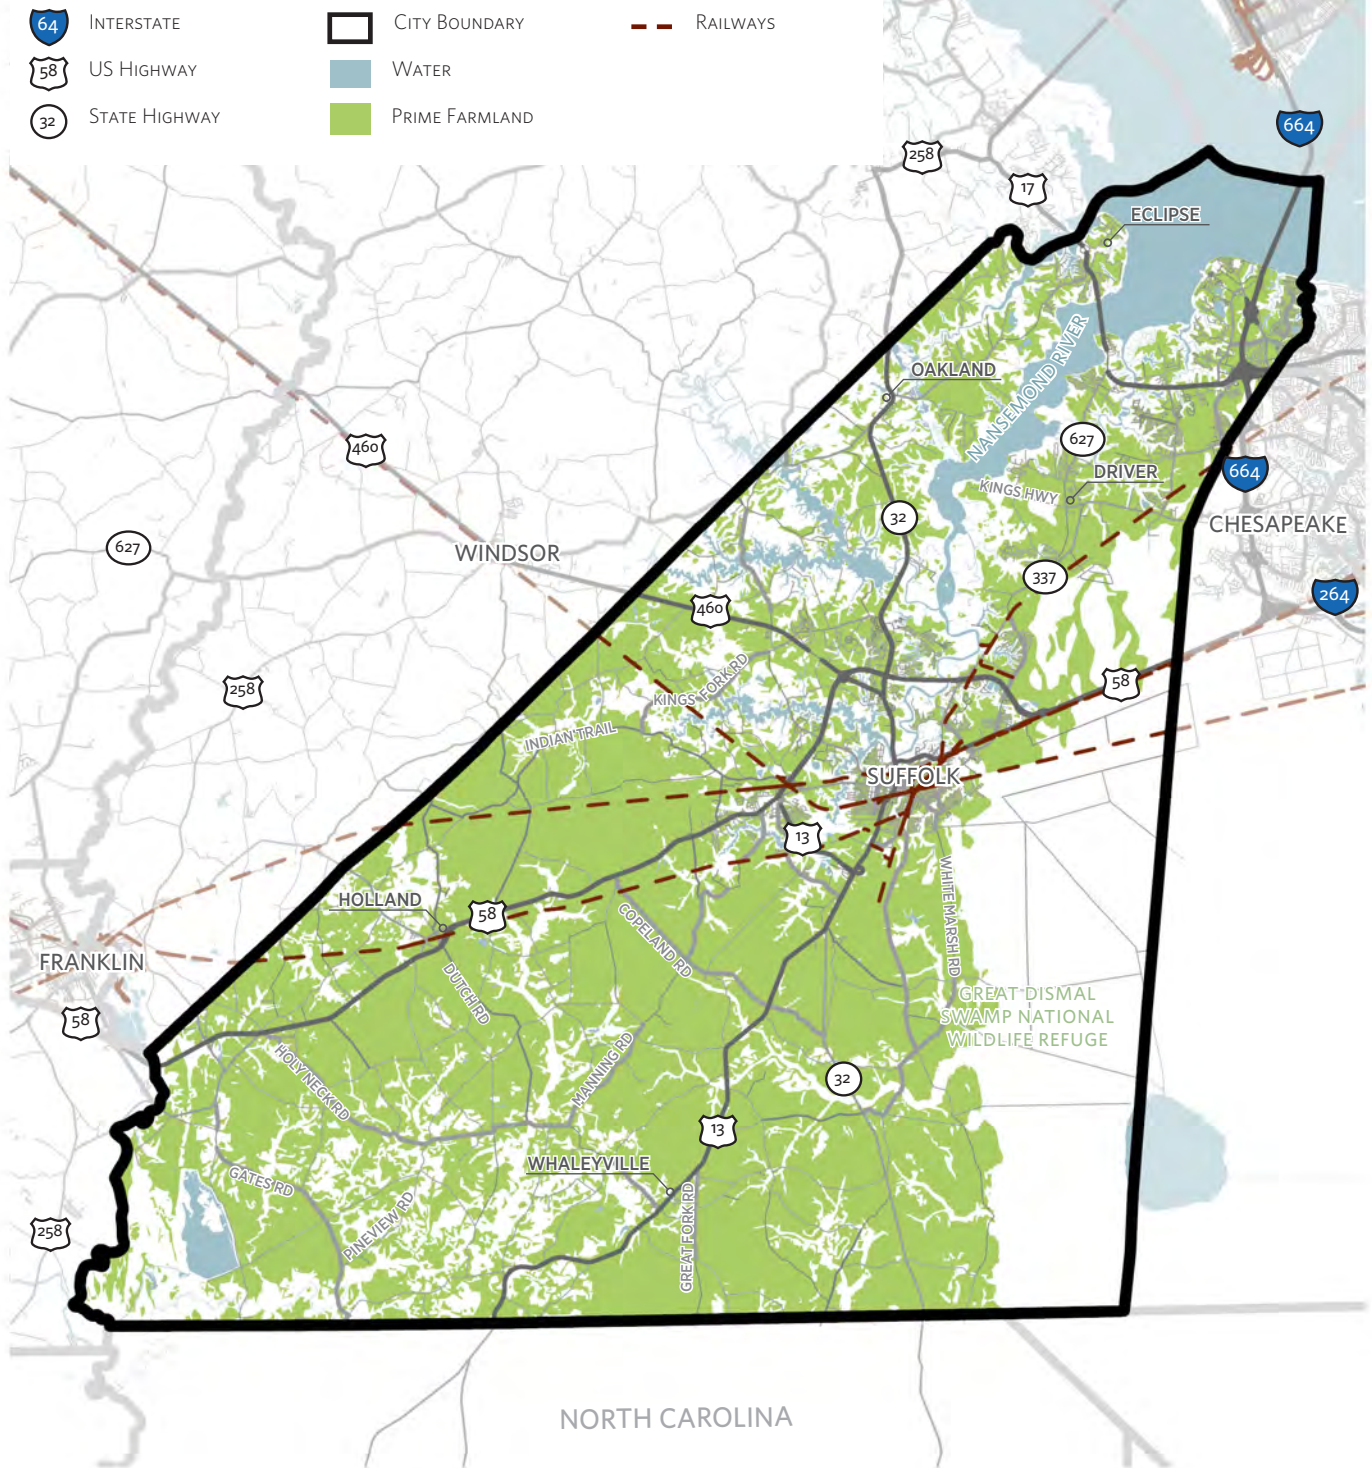 64 INTERSTATE
CITY BOUNDARY
RAILWAYS
58 US HIGHWAY
WATER
32 STATE HIGHWAY
PRIME FARMLAND
664
258
17
ECLIPSE
OAKLAND
NANSEMOND RIVER
460
627
DRIVER
664
KINGS HWY
32
CHESAPEAKE
627
WINDSOR
337
264
460
258
KINGS FORK RD
58
INDIAN TRAIL
SUFFOLK
13
HOLLAND
58
WHITE MARSH RD
COPELAND RD
FRANKLIN
DUTCH RD
GREAT DISMAL
SWAMP NATIONAL
WILDLIFE REFUGE
58
HOLY NECK RD
MANNING RD
32
13
WHALEYVILLE
GATES RD
PINEVIEW RD
GREAT FORK RD
258
NORTH CAROLINA